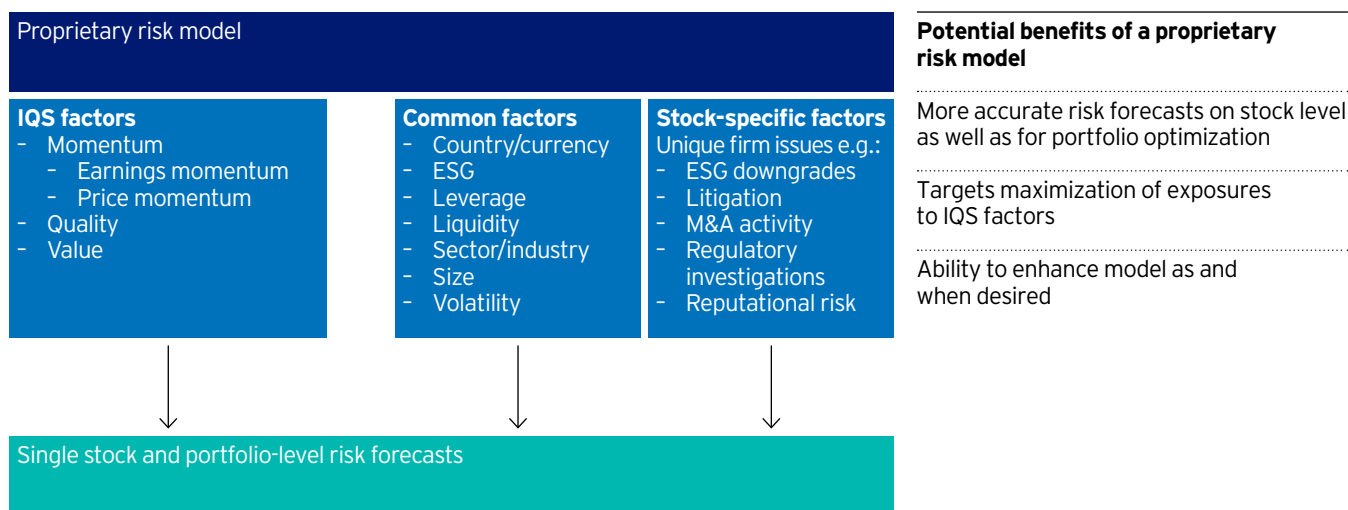 Proprietary risk model
IQS factors
– Momentum
– Earnings momentum
– Price momentum
– Quality
– Value
Common factors
– Country/currency
– ESG
– Leverage
– Liquidity
– Sector/industry
– Size
– Volatility
Stock-specific factors
Unique firm issues e.g.:
– ESG downgrades
– Litigation
– M&A activity
– Regulatory
investigations
– Reputational risk
Single stock and portfolio-level risk forecasts
Potential benefits of a proprietary
risk model
More accurate risk forecasts on stock level
as well as for portfolio optimization
Targets maximization of exposures
to IQS factors
Ability to enhance model as and
when desired